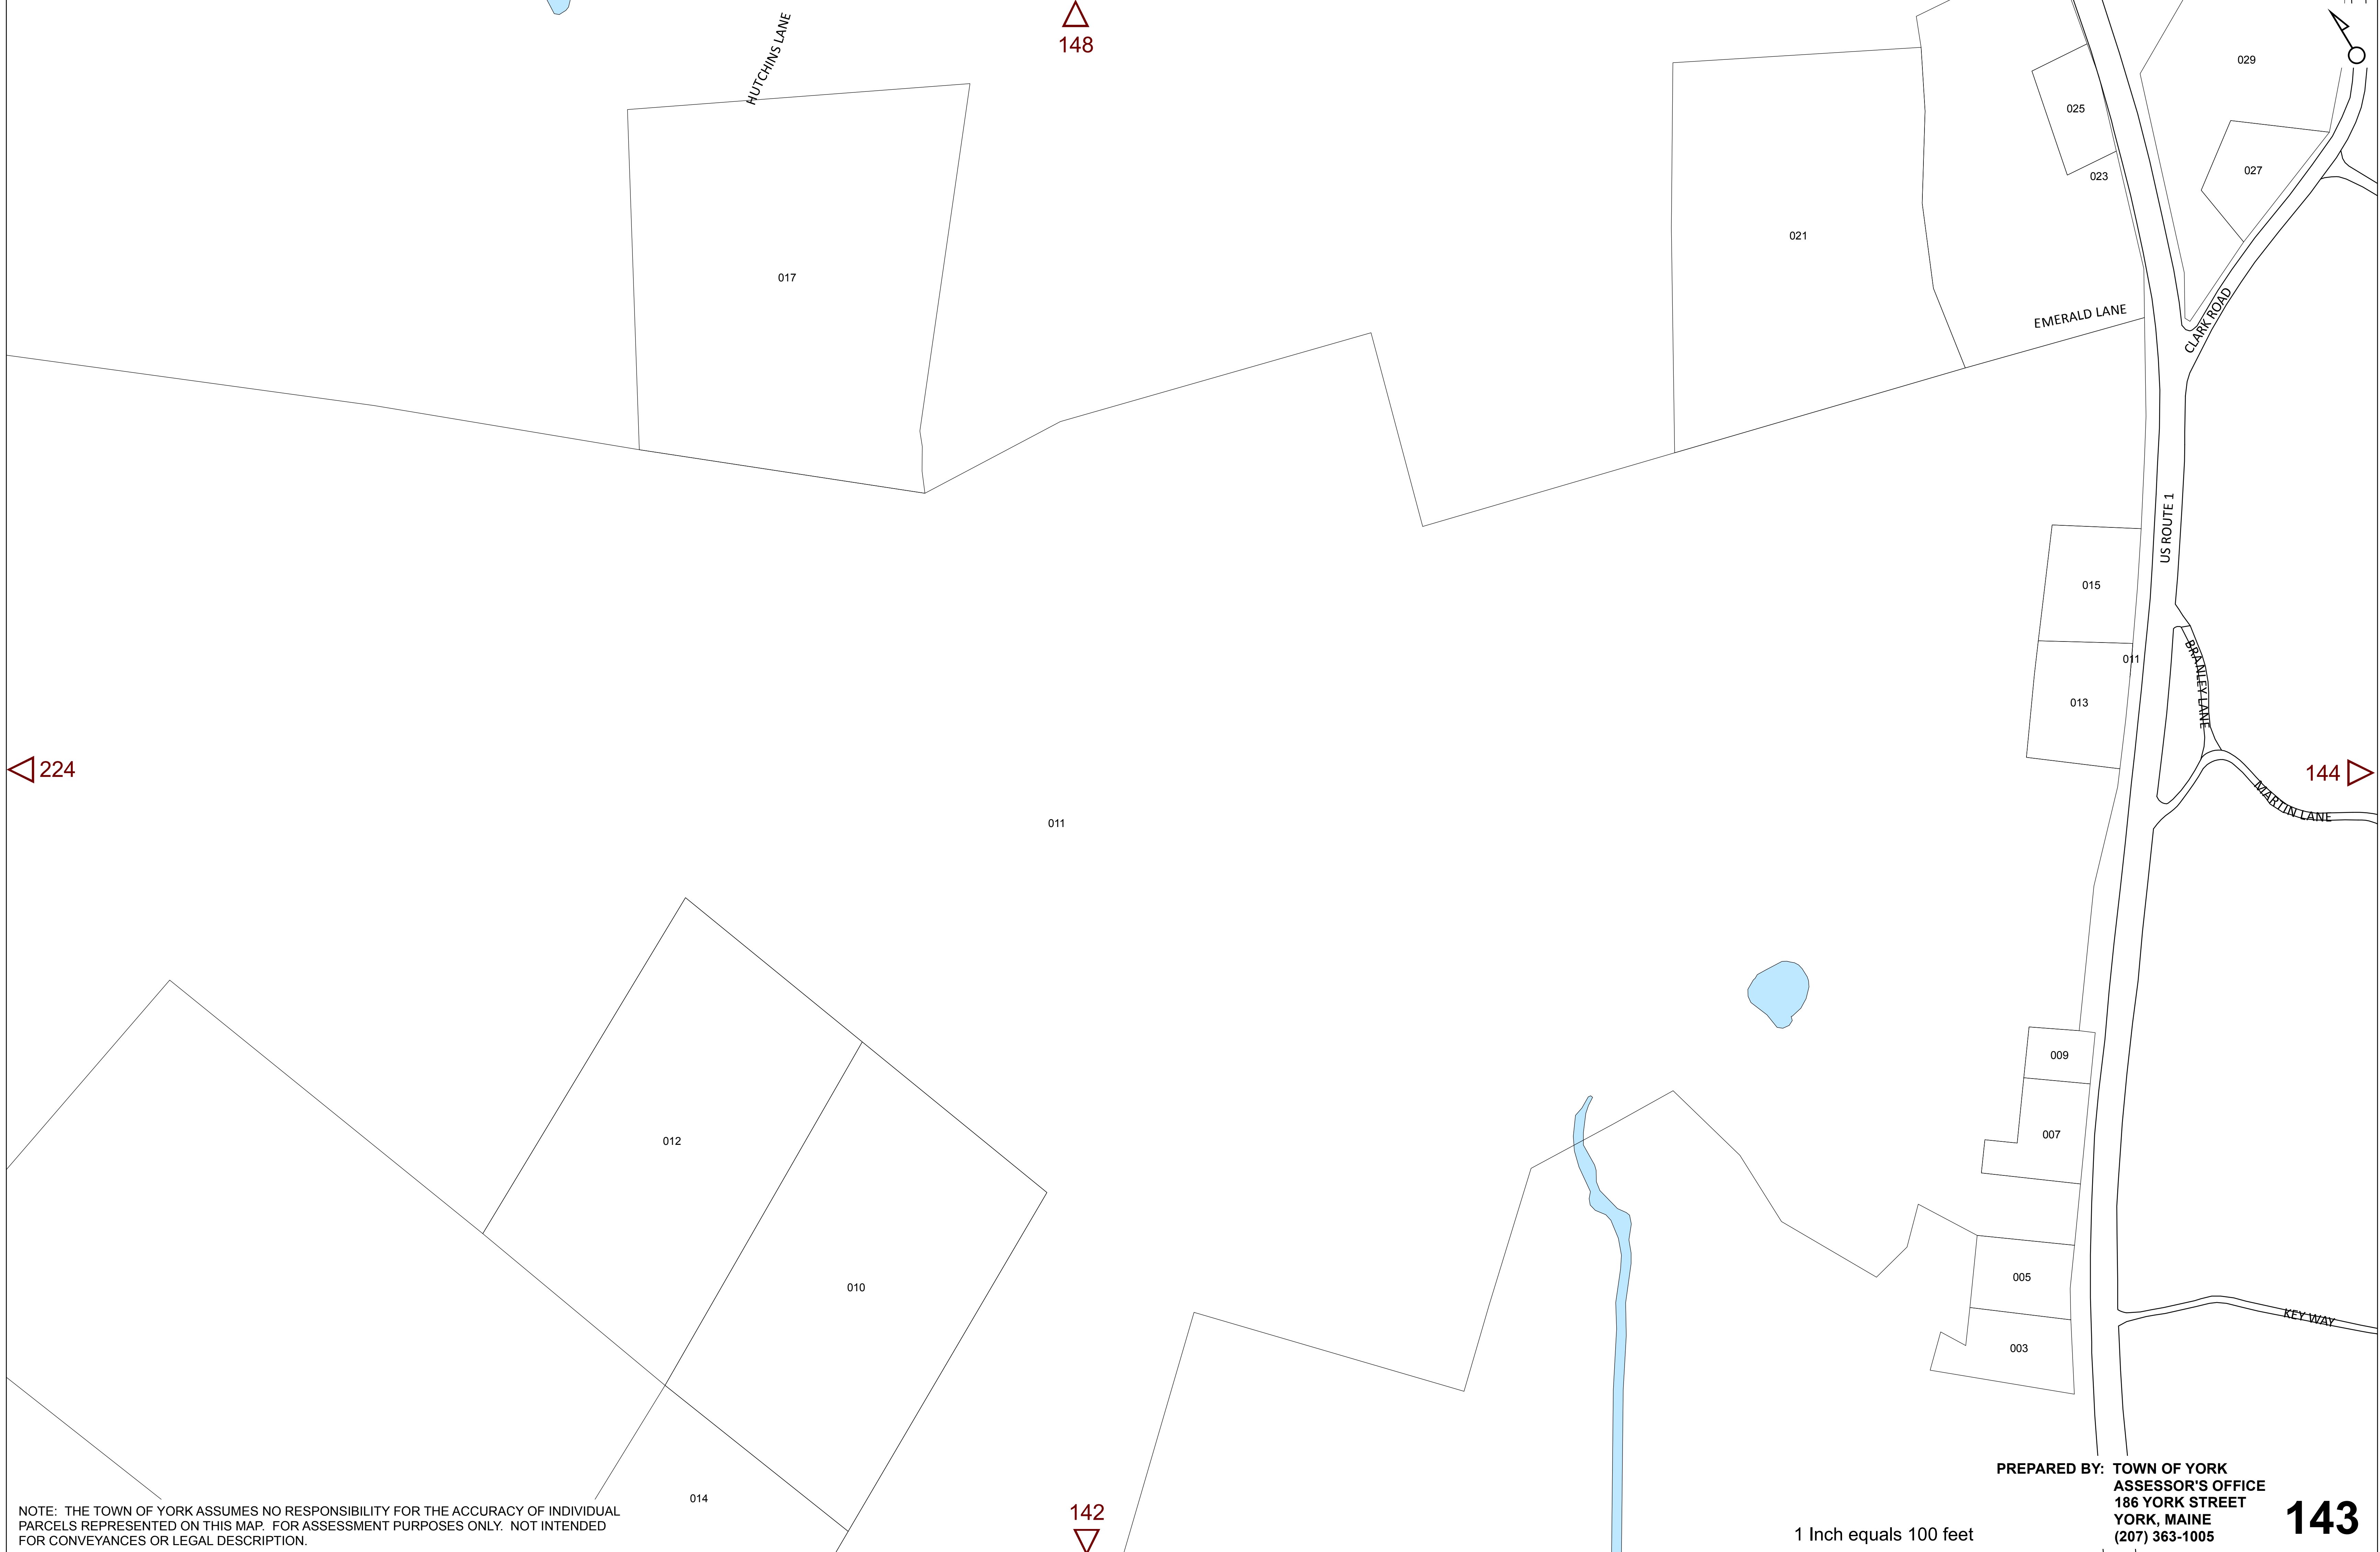 148
HUTCHINS LANE
029
025
027
023
017
021
EMERALD LANE
CLARK ROAD
US ROUTE 1
015
011
BRANLEY LANE
013
224
144
MARTIN LANE
011
009
012
007
010
005
KEY WAY
003
014
142
NOTE: THE TOWN OF YORK ASSUMES NO RESPONSIBILITY FOR THE ACCURACY OF INDIVIDUAL
PARCELS REPRESENTED ON THIS MAP. FOR ASSESSMENT PURPOSES ONLY. NOT INTENDED
FOR CONVEYANCES OR LEGAL DESCRIPTION.
1 Inch equals 100 feet
PREPARED BY: TOWN OF YORK
ASSESSOR'S OFFICE
186 YORK STREET
YORK, MAINE
(207) 363-1005
143